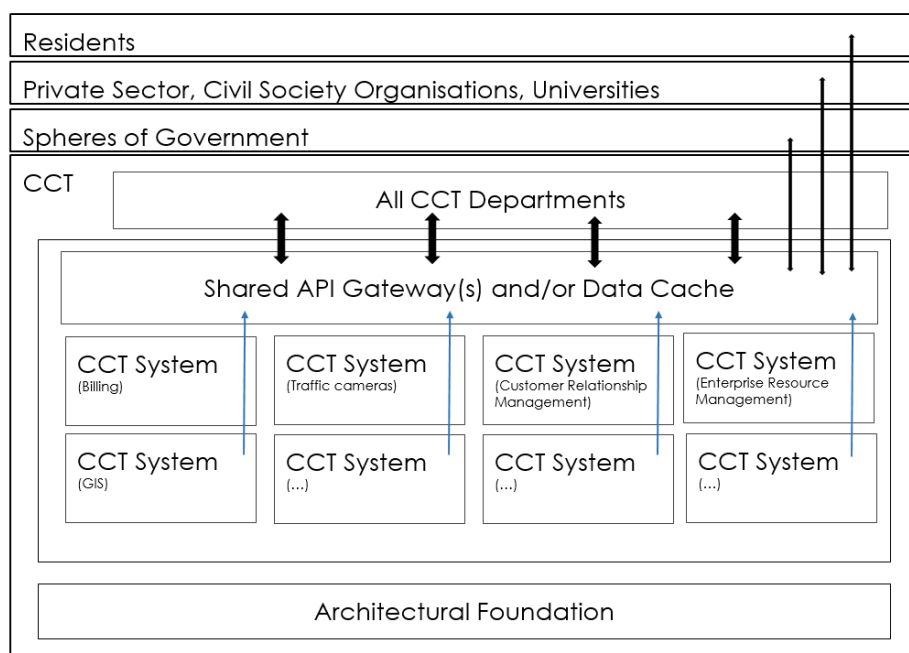 Residents
Private Sector, Civil Society Organisations, Universities
Spheres of Government
CCT
All CCT Departments
Shared API Gateway(s) and/or Data Cache
CCT System
(Billing)
CCT System
(Traffic cameras)
CCT System
(Customer Relationship
Management)
CCT System
(Enterprise Resource
Management)
CCT System
(GIS)
CCT System
(...)
CCT System
(...)
CCT System
(...)
Architectural Foundation